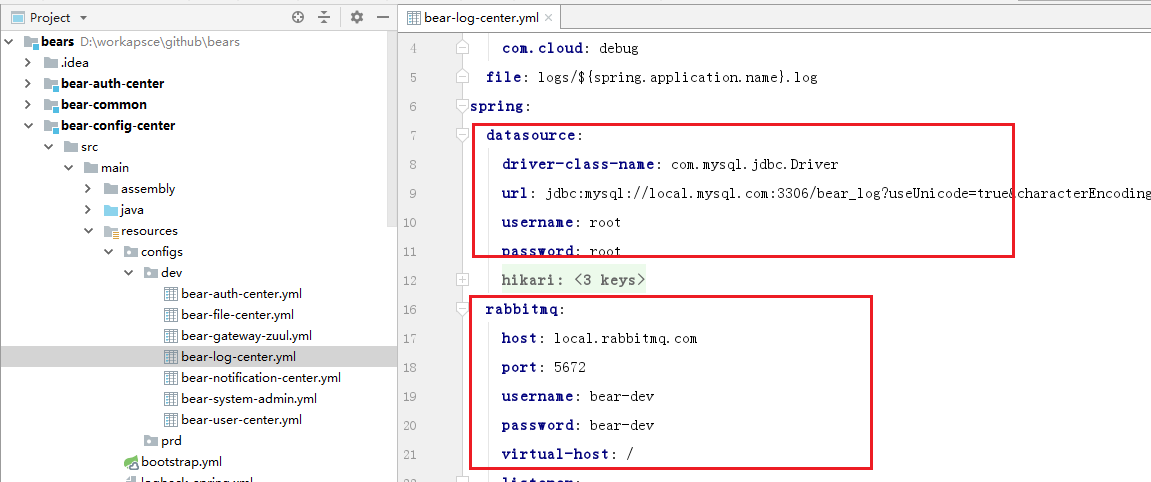 Project
bear-log-center.yml
bears D:\workapsce\github\bears
.idea
bear-auth-center
bear-common
bear-config-center
src
main
assembly
java
resources
configs
dev
bear-auth-center.yml
bear-file-center.yml
bear-gateway-zuul.yml
bear-log-center.yml
bear-notification-center.yml
bear-system-admin.yml
bear-user-center.yml
prd
bootstrap.yml
logback-spring.yml
4 com.cloud: debug
5 file: logs/${spring.application.name}.log
6 spring:
7 datasource:
8 driver-class-name: com.mysql.jdbc.Driver
9 url: jdbc:mysql://local.mysql.com:3306/bear_log?useUnicode=true&characterEncoding
10 username: root
11 password: root
12 hikari: <3 keys>
16 rabbitmq:
17 host: local.rabbitmq.com
18 port: 5672
19 username: bear-dev
20 password: bear-dev
21 virtual-host: /
22 listener: